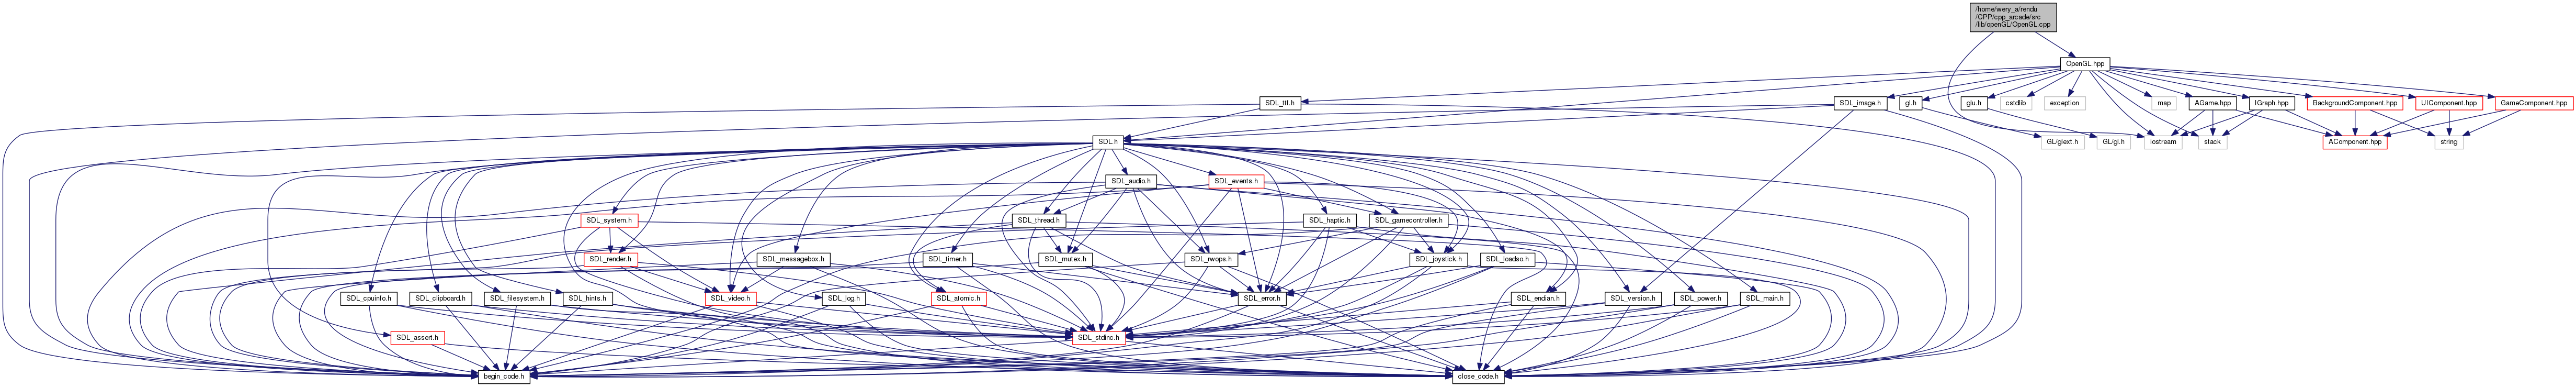 /home/wery_a/rendu
/CPP/cpp_arcade/src
/lib/openGL/OpenGL.cpp
OpenGL.hpp
SDL_ttf.h
SDL_image.h
gl.h
glu.h
cstdlib
exception
map
AGame.hpp
IGraph.hpp
BackgroundComponent.hpp
UIComponent.hpp
GameComponent.hpp
SDL.h
GL/glext.h
GL/gl.h
iostream
stack
AComponent.hpp
string
SDL_audio.h
SDL_events.h
SDL_system.h
SDL_thread.h
SDL_haptic.h
SDL_gamecontroller.h
SDL_render.h
SDL_messagebox.h
SDL_timer.h
SDL_mutex.h
SDL_rwops.h
SDL_joystick.h
SDL_loadso.h
SDL_cpuinfo.h
SDL_clipboard.h
SDL_filesystem.h
SDL_hints.h
SDL_video.h
SDL_log.h
SDL_atomic.h
SDL_error.h
SDL_endian.h
SDL_version.h
SDL_power.h
SDL_main.h
SDL_assert.h
SDL_stdinc.h
begin_code.h
close_code.h